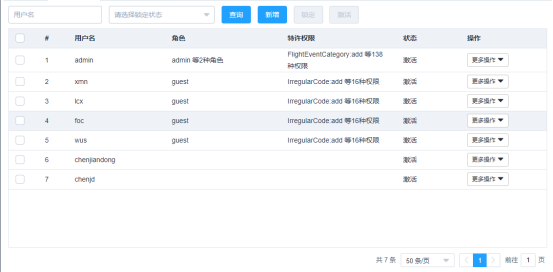 用户名 请选择锁定状态 查询 新增 锁定 激活
# 用户名 角色 特许权限 状态 操作
1 admin admin 等2种角色 FlightEventCategory:add 等138种权限 激活 更多操作
2 xmn guest IrregularCode:add 等16种权限 激活 更多操作
3 lcx guest IrregularCode:add 等16种权限 激活 更多操作
4 foc guest IrregularCode:add 等16种权限 激活 更多操作
5 wus guest IrregularCode:add 等16种权限 激活 更多操作
6 chenjiandong 激活 更多操作
7 chenjd 激活 更多操作
共 7 条 50 条/页 1 前往 1 页